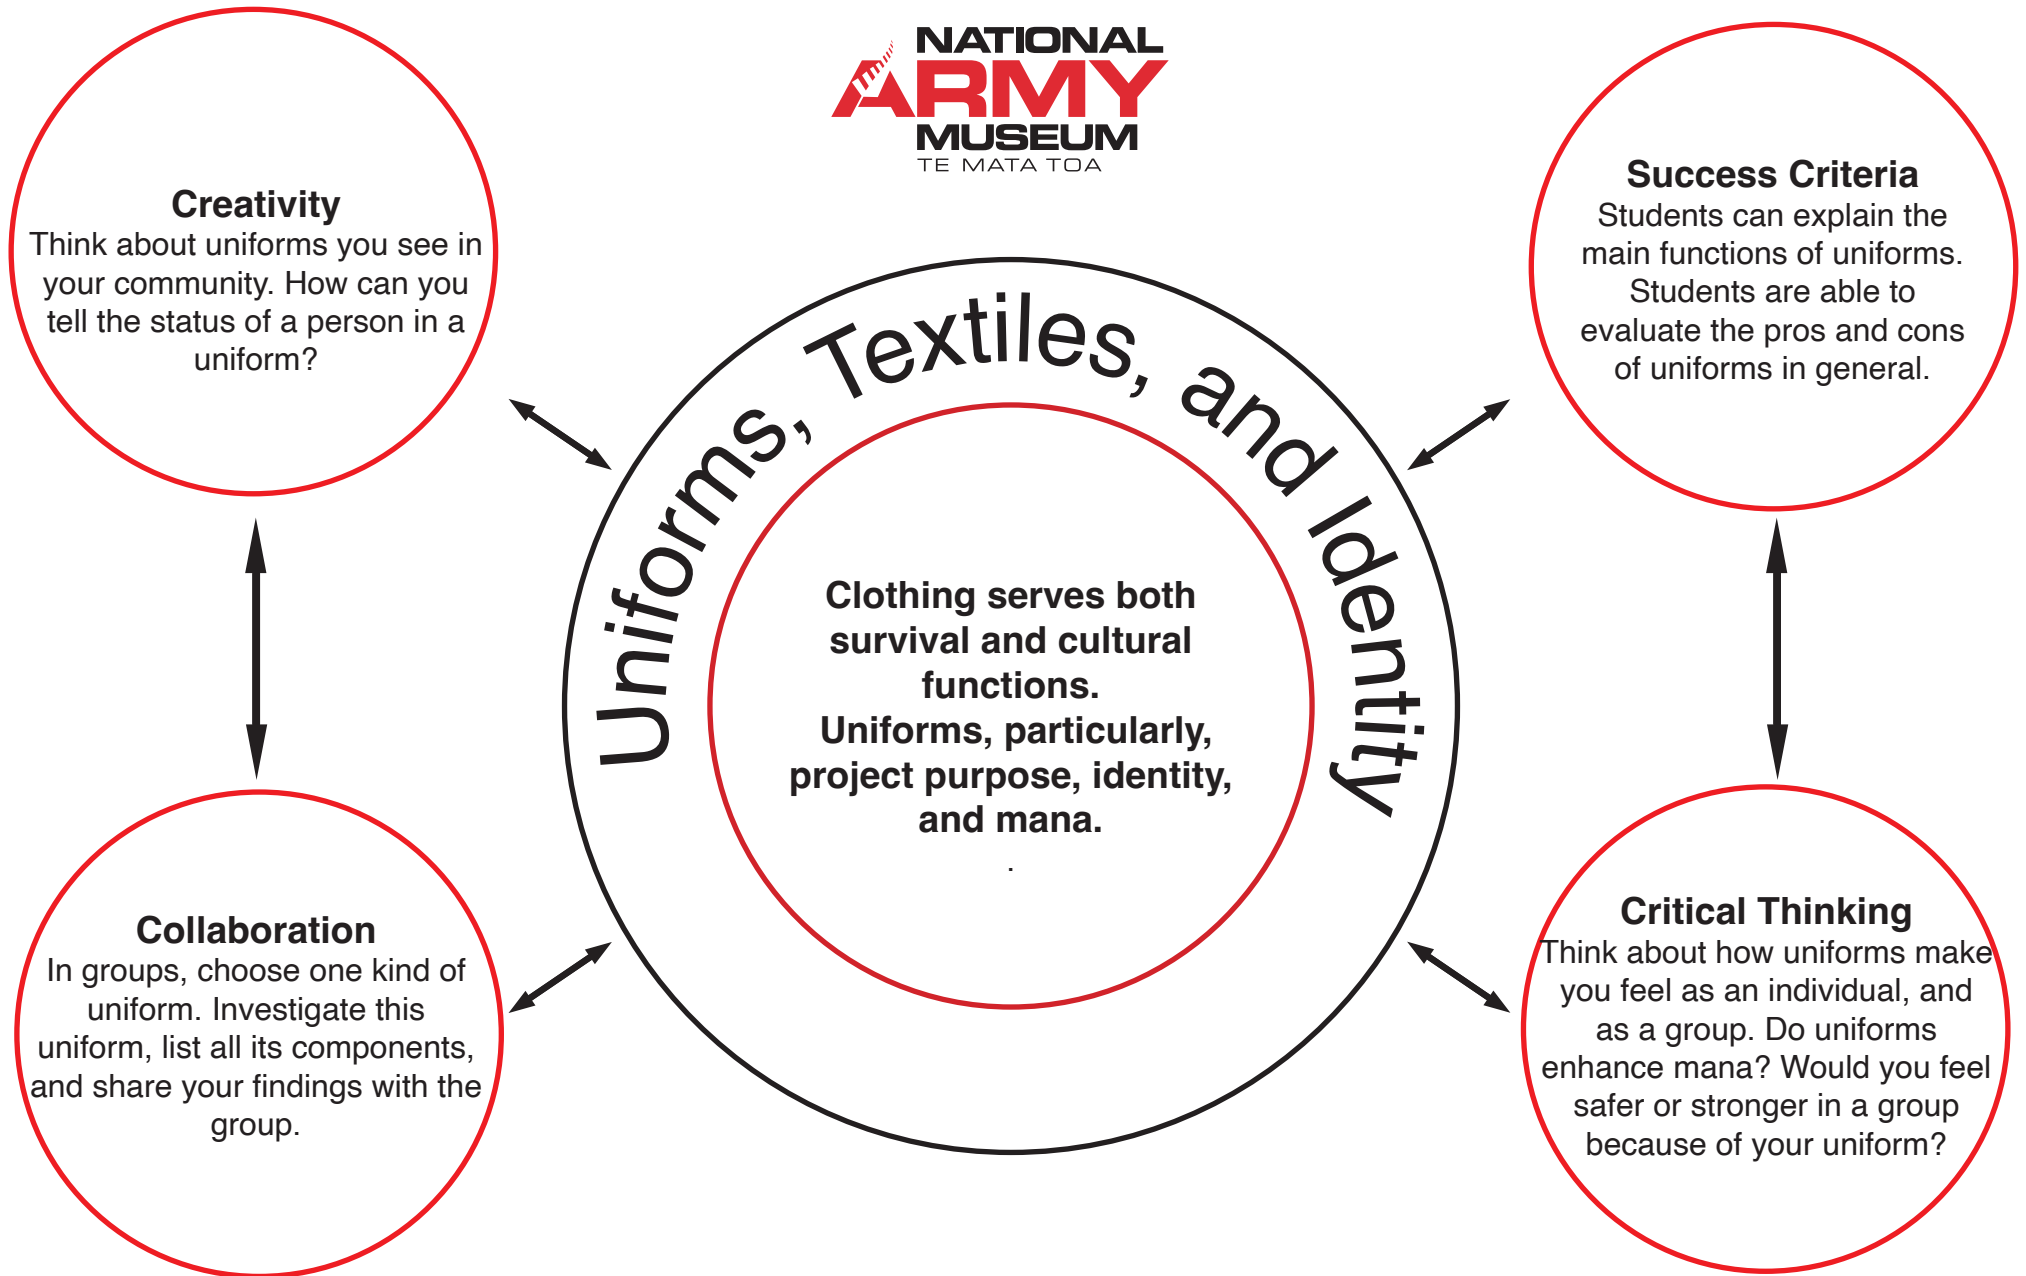 NATIONAL
ARMY
MUSEUM
TE MATA TOA
Creativity
Think about uniforms you see in
your community. How can you
tell the status of a person in a
uniform?
Success Criteria
Students can explain the
main functions of uniforms.
Students are able to
evaluate the pros and cons
of uniforms in general.
Uniforms, Textiles, and Identity
Clothing serves both
survival and cultural
functions.
Uniforms, particularly,
project purpose, identity,
and mana.
.
Collaboration
In groups, choose one kind of
uniform. Investigate this
uniform, list all its components,
and share your findings with the
group.
Critical Thinking
Think about how uniforms make
you feel as an individual, and
as a group. Do uniforms
enhance mana? Would you feel
safer or stronger in a group
because of your uniform?